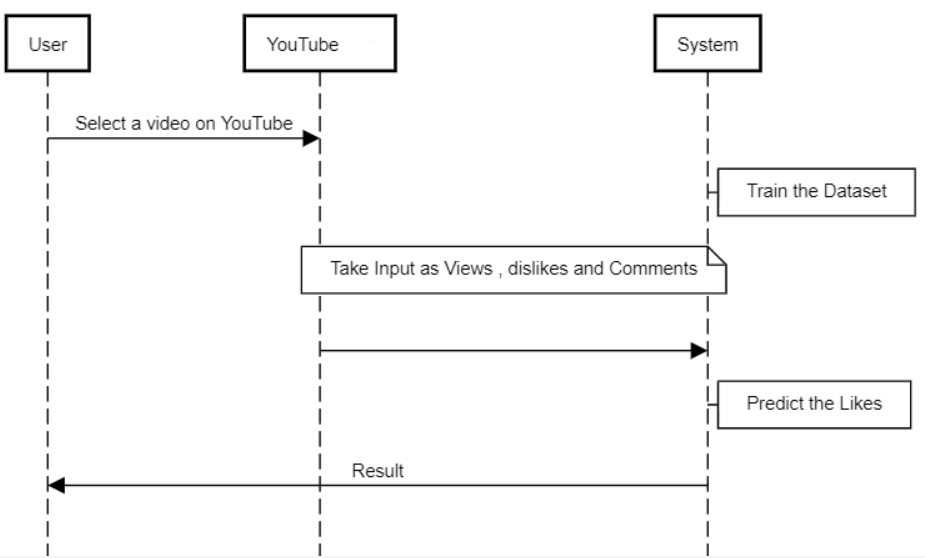 User
YouTube
System
Select a video on YouTube
Train the Dataset
Take Input as Views , dislikes and Comments
Predict the Likes
Result